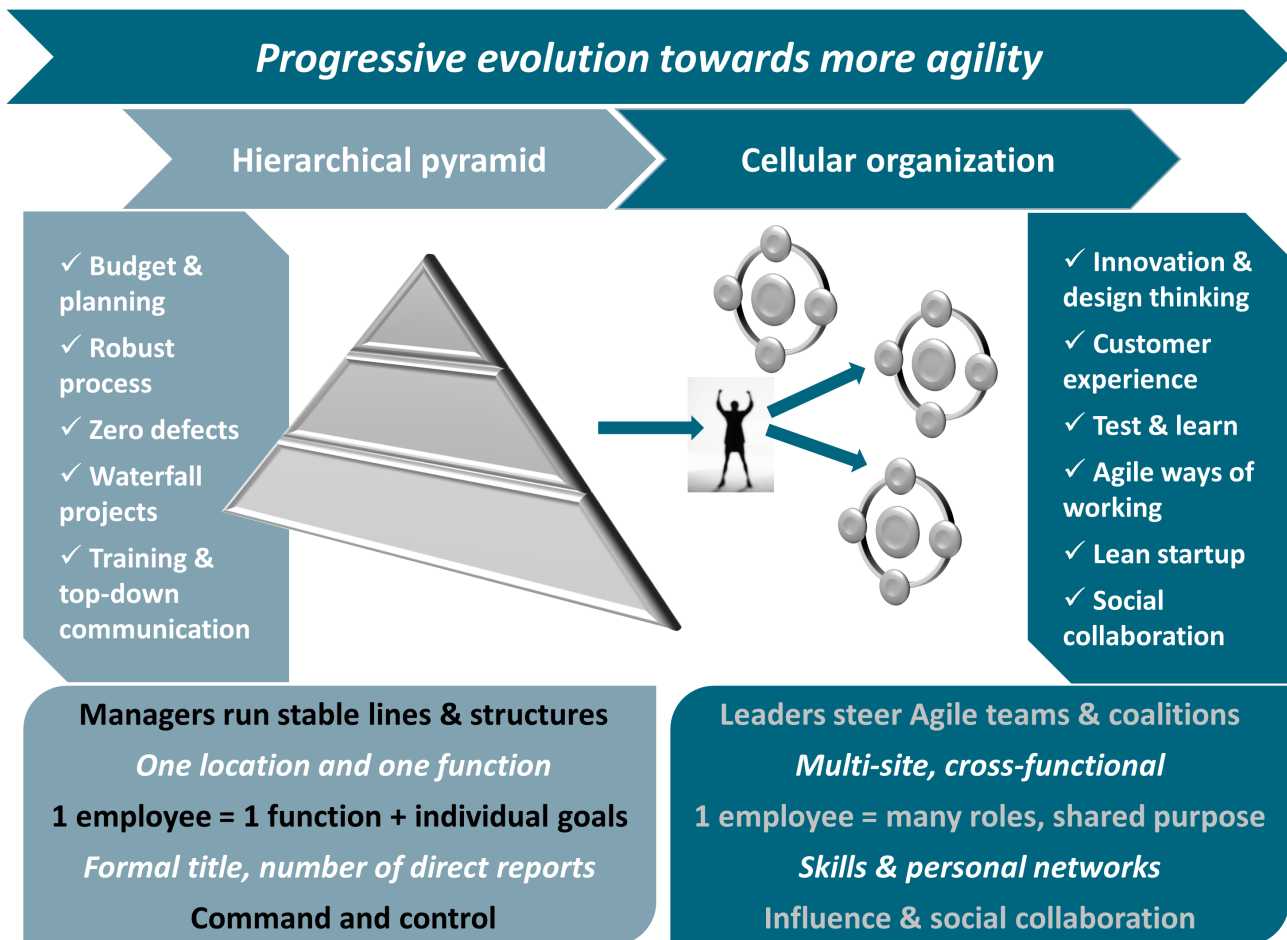 Progressive evolution towards more agility
Hierarchical pyramid
Cellular organization
✓ Budget &
planning
✓ Robust
process
✓ Zero defects
✓ Waterfall
projects
✓ Training &
top-down
communication
✓ Innovation &
design thinking
✓ Customer
experience
✓ Test & learn
✓ Agile ways of
working
✓ Lean startup
✓ Social
collaboration
Managers run stable lines & structures
One location and one function
1 employee = 1 function + individual goals
Formal title, number of direct reports
Command and control
Leaders steer Agile teams & coalitions
Multi-site, cross-functional
1 employee = many roles, shared purpose
Skills & personal networks
Influence & social collaboration